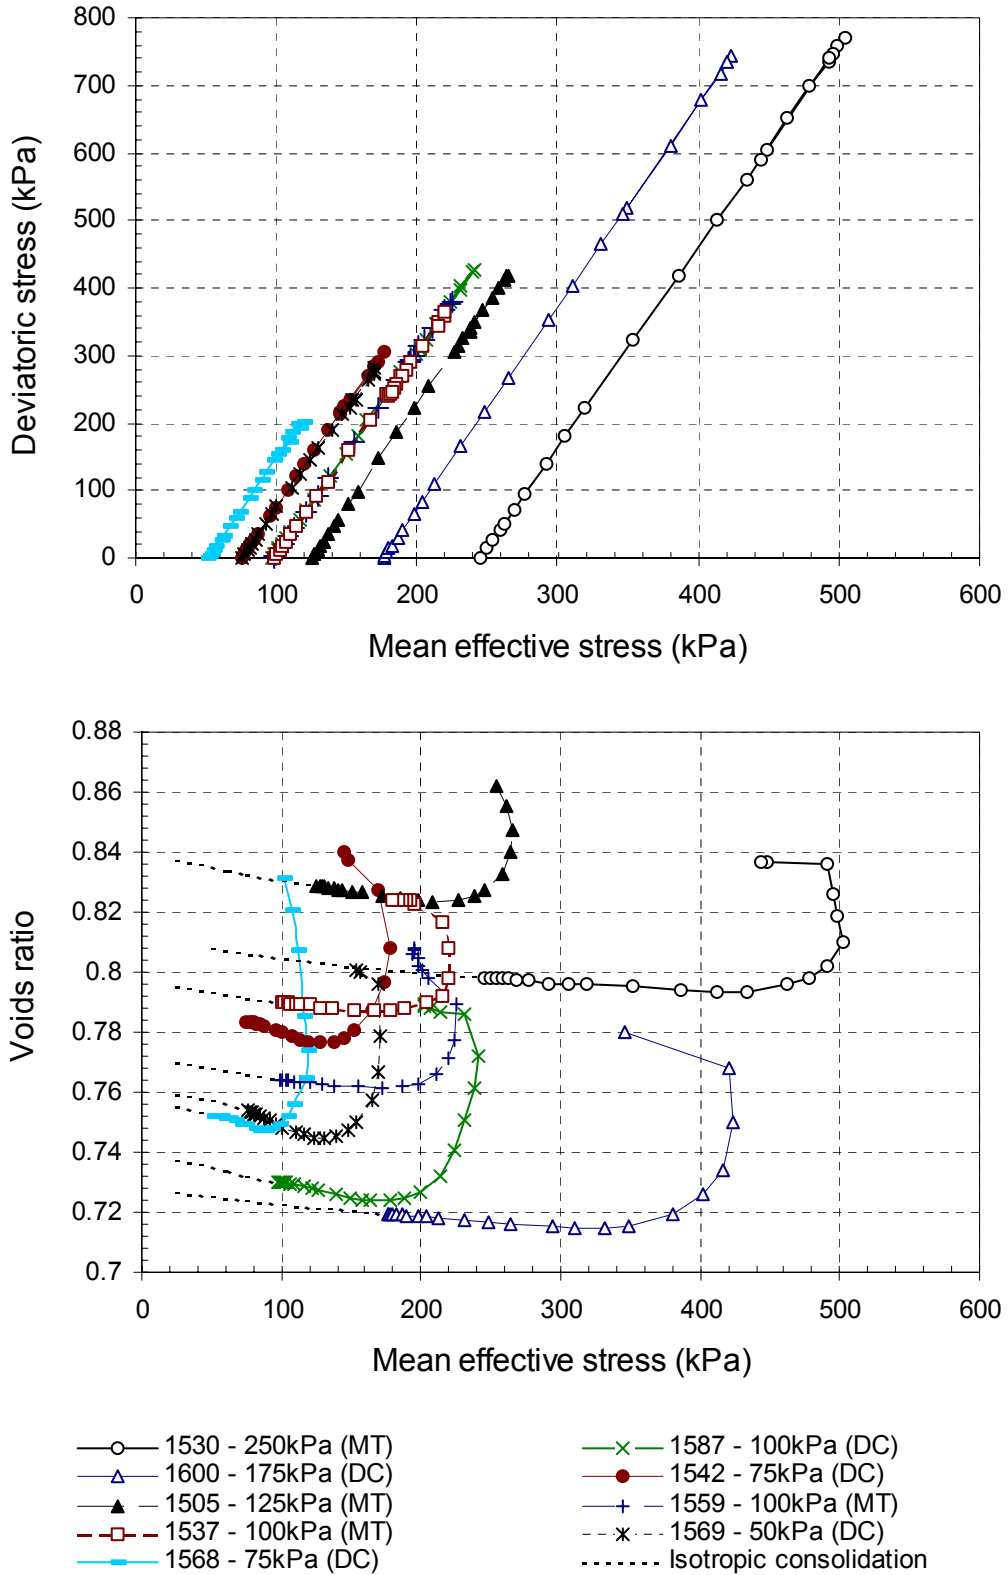 800
700
600
500
400
300
200
100
0
Deviatoric stress (kPa)
0 100 200 300 400 500 600
Mean effective stress (kPa)
0.88
0.86
0.84
0.82
0.8
0.78
0.76
0.74
0.72
0.7
Voids ratio
0 100 200 300 400 500 600
Mean effective stress (kPa)
1530 - 250kPa (MT)
1600 - 175kPa (DC)
1505 - 125kPa (MT)
1537 - 100kPa (MT)
1568 - 75kPa (DC)
1587 - 100kPa (DC)
1542 - 75kPa (DC)
1559 - 100kPa (MT)
1569 - 50kPa (DC)
Isotropic consolidation